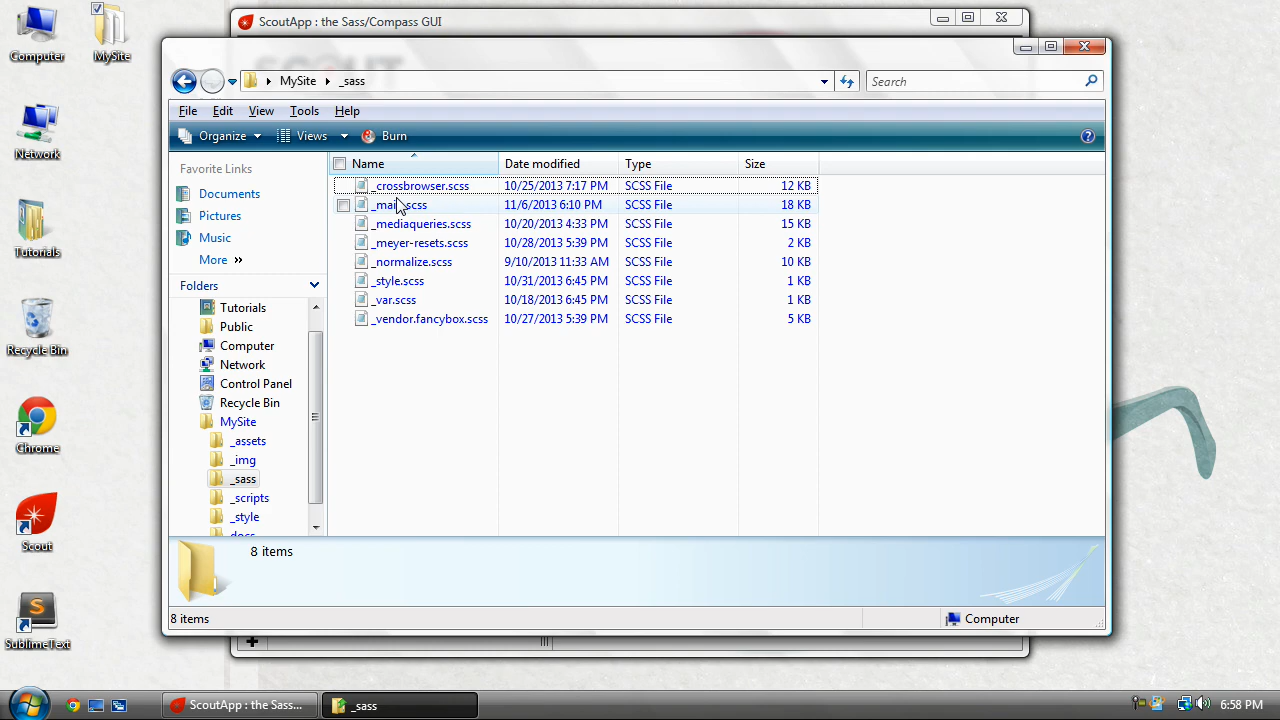 Computer
MySite
Network
Tutorials
Recycle Bin
Chrome
Scout
SublimeText
ScoutApp : the Sass/Compass GUI
MySite _sass
Search
File Edit View Tools Help
Organize Views Burn
Name Date modified Type Size
_crossbrowser.scss 10/25/2013 7:17 PM SCSS File 12 KB
_main.scss 11/6/2013 6:10 PM SCSS File 18 KB
_mediaqueries.scss 10/20/2013 4:33 PM SCSS File 15 KB
_meyer-resets.scss 10/28/2013 5:39 PM SCSS File 2 KB
_normalize.scss 9/10/2013 11:33 AM SCSS File 10 KB
_style.scss 10/31/2013 6:45 PM SCSS File 1 KB
_var.scss 10/18/2013 6:45 PM SCSS File 1 KB
_vendor.fancybox.scss 10/27/2013 5:39 PM SCSS File 5 KB
Favorite Links
Documents
Pictures
Music
More »
Folders
Tutorials
Public
Computer
Network
Control Panel
Recycle Bin
MySite
_assets
_img
_sass
_scripts
_style
docs
8 items
8 items
Computer
ScoutApp : the Sass...
_sass
6:58 PM